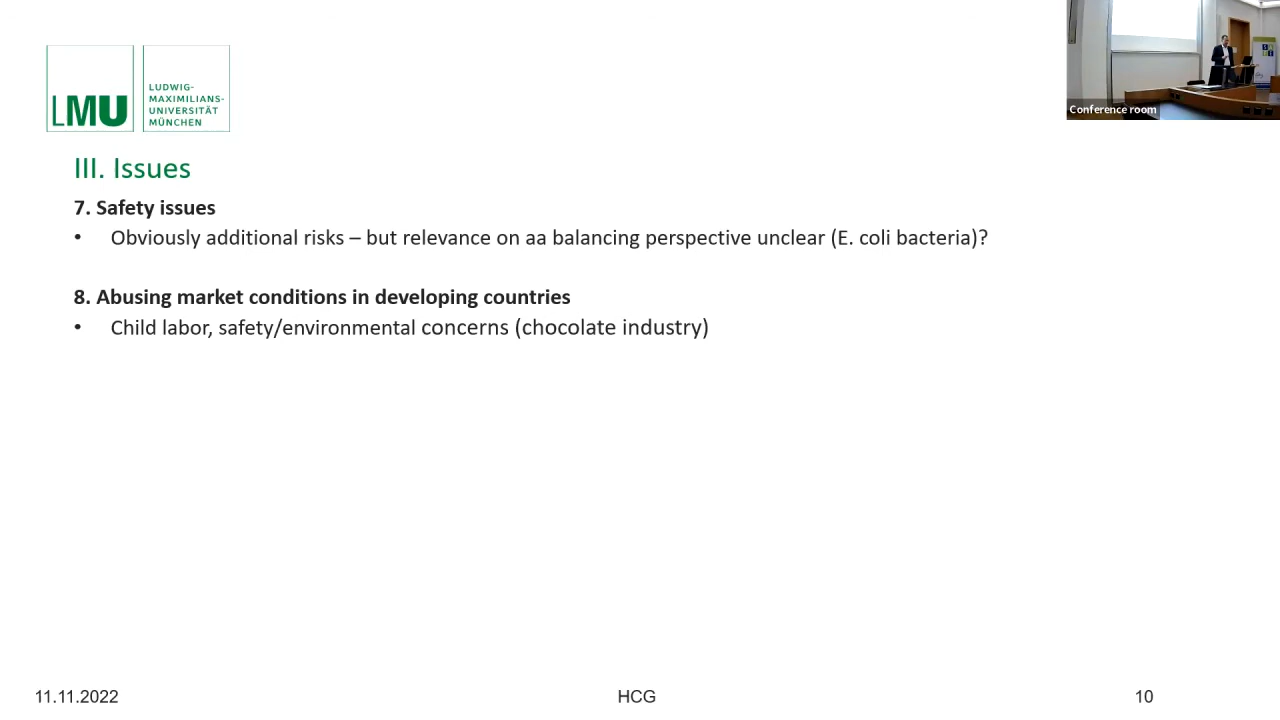 LMU
LUDWIG-
MAXIMILIANS-
UNIVERSITÄT
MÜNCHEN
Conference room
III. Issues
7. Safety issues
• Obviously additional risks – but relevance on aa balancing perspective unclear (E. coli bacteria)?
8. Abusing market conditions in developing countries
• Child labor, safety/environmental concerns (chocolate industry)
11.11.2022
HCG
10